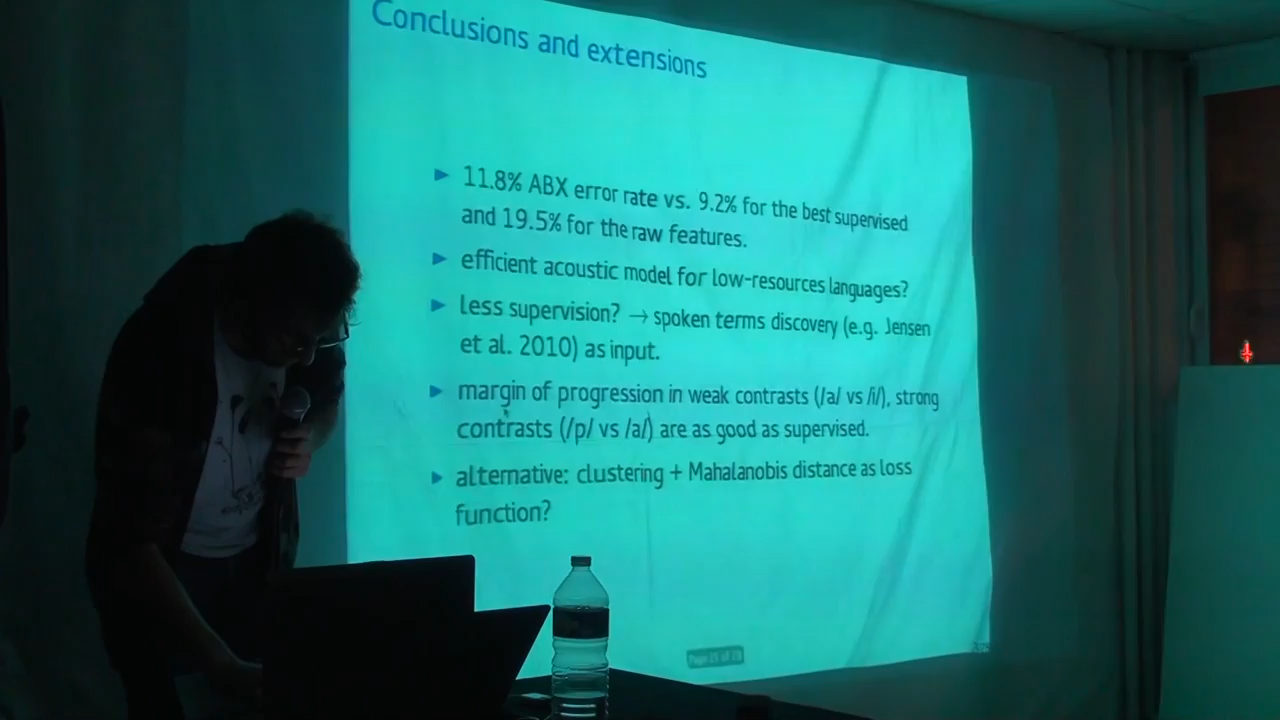 Conclusions and extensions
11.8% ABX error rate vs. 9.2% for the best supervised
and 19.5% for the raw features.
efficient acoustic model for low-resources languages?
less supervision? → spoken terms discovery (e.g. Jensen
et al. 2010) as input.
margin of progression in weak contrasts (/a/ vs /i/), strong
contrasts (/p/ vs /a/) are as good as supervised.
alternative: clustering + Mahalanobis distance as loss
function?